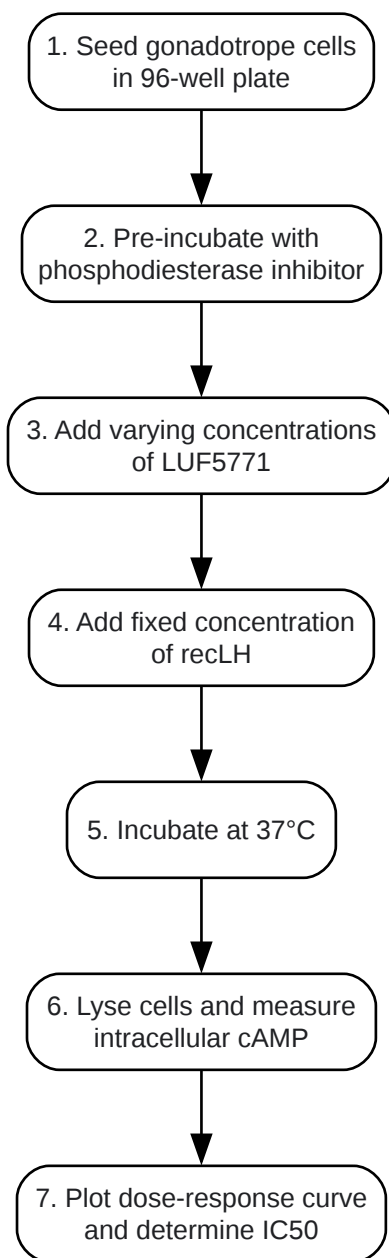 1. Seed gonadotrope cells
in 96-well plate
2. Pre-incubate with
phosphodiesterase inhibitor
3. Add varying concentrations
of LUF5771
4. Add fixed concentration
of recLH
5. Incubate at 37°C
6. Lyse cells and measure
intracellular cAMP
7. Plot dose-response curve
and determine IC50